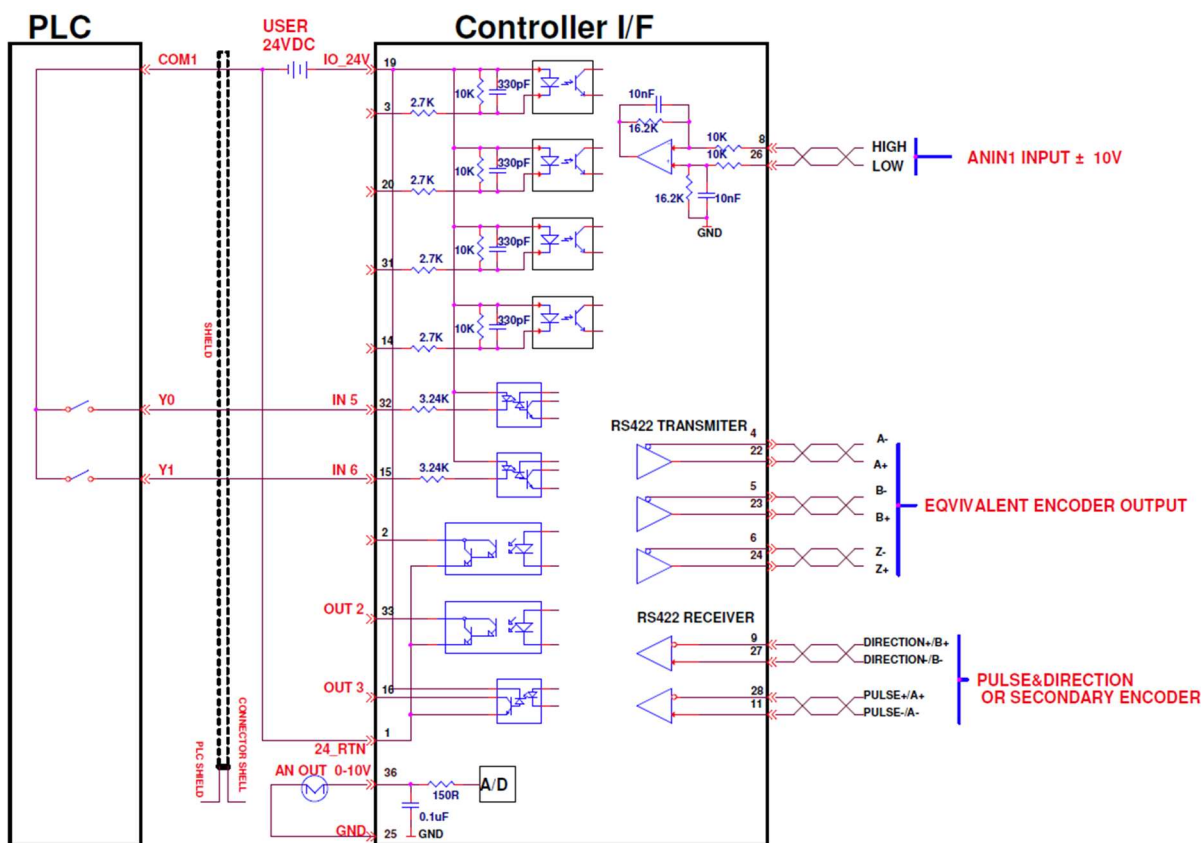 PLC
Controller I/F
USER
24VDC
COM1
IO_24V
19
10K
330pF
3
2.7K
10K
330pF
20
2.7K
10K
330pF
31
2.7K
10K
330pF
14
2.7K
10nF
16.2K
10K
8
10K
26
16.2K
10nF
GND
HIGH
LOW
ANIN1 INPUT ± 10V
SHIELD
Y0
IN 5
32
3.24K
Y1
IN 6
15
3.24K
2
OUT 2
33
OUT 3
16
1
24_RTN
AN OUT 0-10V
36
150R
A/D
0.1uF
GND
25
GND
PLC SHIELD
CONNECTOR SHELL
RS422 TRANSMITER
4
22
A-
A+
5
23
B-
B+
6
24
Z-
Z+
EQVIVALENT ENCODER OUTPUT
RS422 RECEIVER
9
27
DIRECTION+/B+
DIRECTION-/B-
28
11
PULSE+/A+
PULSE-/A-
PULSE&DIRECTION
OR SECONDARY ENCODER